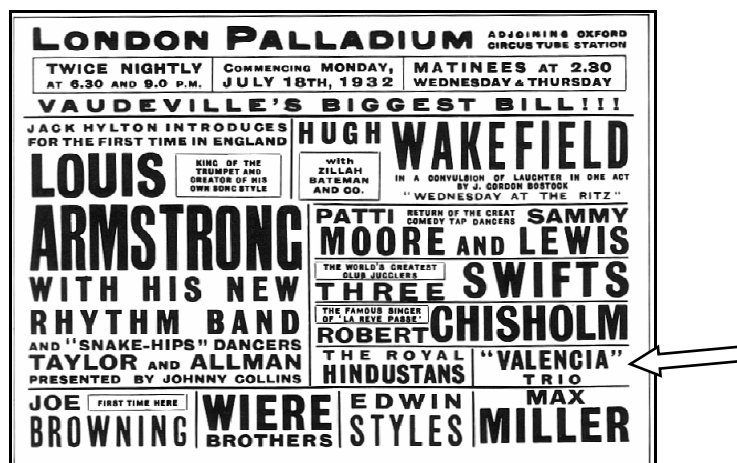 LONDON PALLADIUM
ADJOINING OXFORD
CIRCUS TUBE STATION
TWICE NIGHTLY
AT 6.30 AND 9.0 P.M.
COMMENCING MONDAY,
JULY 18TH, 1932
MATINEES AT 2.30
WEDNESDAY & THURSDAY
VAUDEVILLE'S BIGGEST BILL!!!
JACK HYLTON INTRODUCES
FOR THE FIRST TIME IN ENGLAND
LOUIS
KING OF THE
TRUMPET AND
CREATOR OF HIS
OWN SONG STYLE
ARMSTRONG
WITH HIS NEW
RHYTHM BAND
AND "SNAKE-HIPS" DANCERS
TAYLOR AND ALLMAN
PRESENTED BY JOHNNY COLLINS
HUGH
WAKEFIELD
with
ZILLAH
BATEMAN
AND CO.
IN A CONVULSION OF LAUGHTER IN ONE ACT
BY J. GORDON BOSTOCK
"WEDNESDAY AT THE RITZ"
PATTI
RETURN OF THE GREAT
COMEDY TAP DANCERS
SAMMY
MOORE AND LEWIS
THE WORLD'S GREATEST
CLUB JUGGLERS
THREE SWIFTS
THE FAMOUS SINGER
OF 'LA REVE PASSE'
ROBERT CHISHOLM
THE ROYAL
HINDUSTANS
"VALENCIA"
TRIO
JOE
FIRST TIME HERE
BROWNING
WIERE
BROTHERS
EDWIN
STYLES
MAX
MILLER